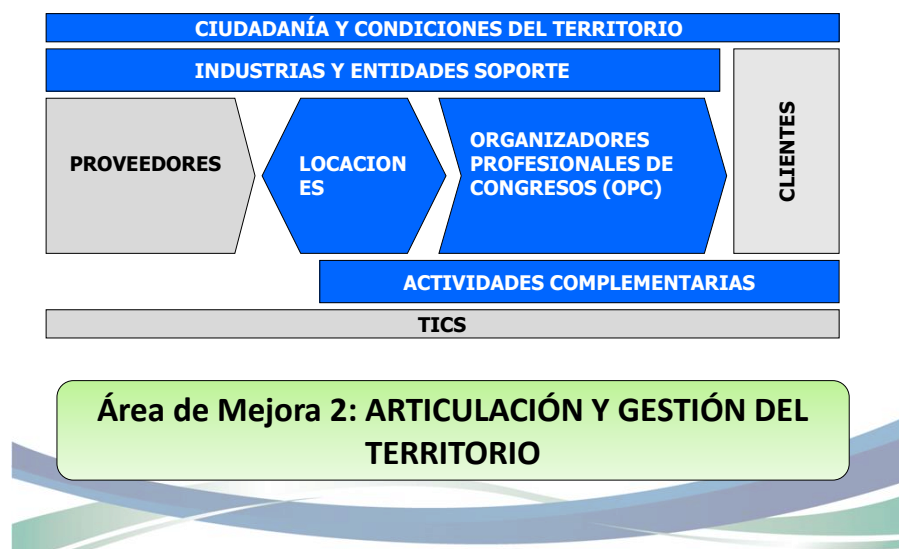 CIUDADANÍA Y CONDICIONES DEL TERRITORIO
INDUSTRIAS Y ENTIDADES SOPORTE
PROVEEDORES
LOCACION
ES
ORGANIZADORES
PROFESIONALES DE
CONGRESOS (OPC)
CLIENTES
ACTIVIDADES COMPLEMENTARIAS
TICS
Área de Mejora 2: ARTICULACIÓN Y GESTIÓN DEL
TERRITORIO